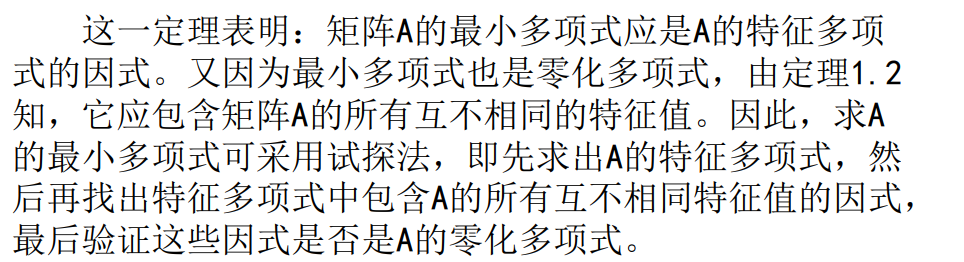 这一定理表明：矩阵A的最小多项式应是A的特征多项
式的因式。又因为最小多项式也是零化多项式，由定理1.2
知，它应包含矩阵A的所有互不相同的特征值。因此，求A
的最小多项式可采用试探法，即先求出A的特征多项式，然
后再找出特征多项式中包含A的所有互不相同特征值的因式，
最后验证这些因式是否是A的零化多项式。